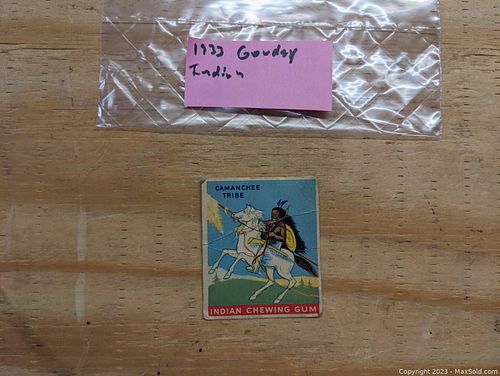 1933 Goudey
Indian
CAMANCHEE
TRIBE
INDIAN CHEWING GUM
Copyright 2023 - MaxSold.com